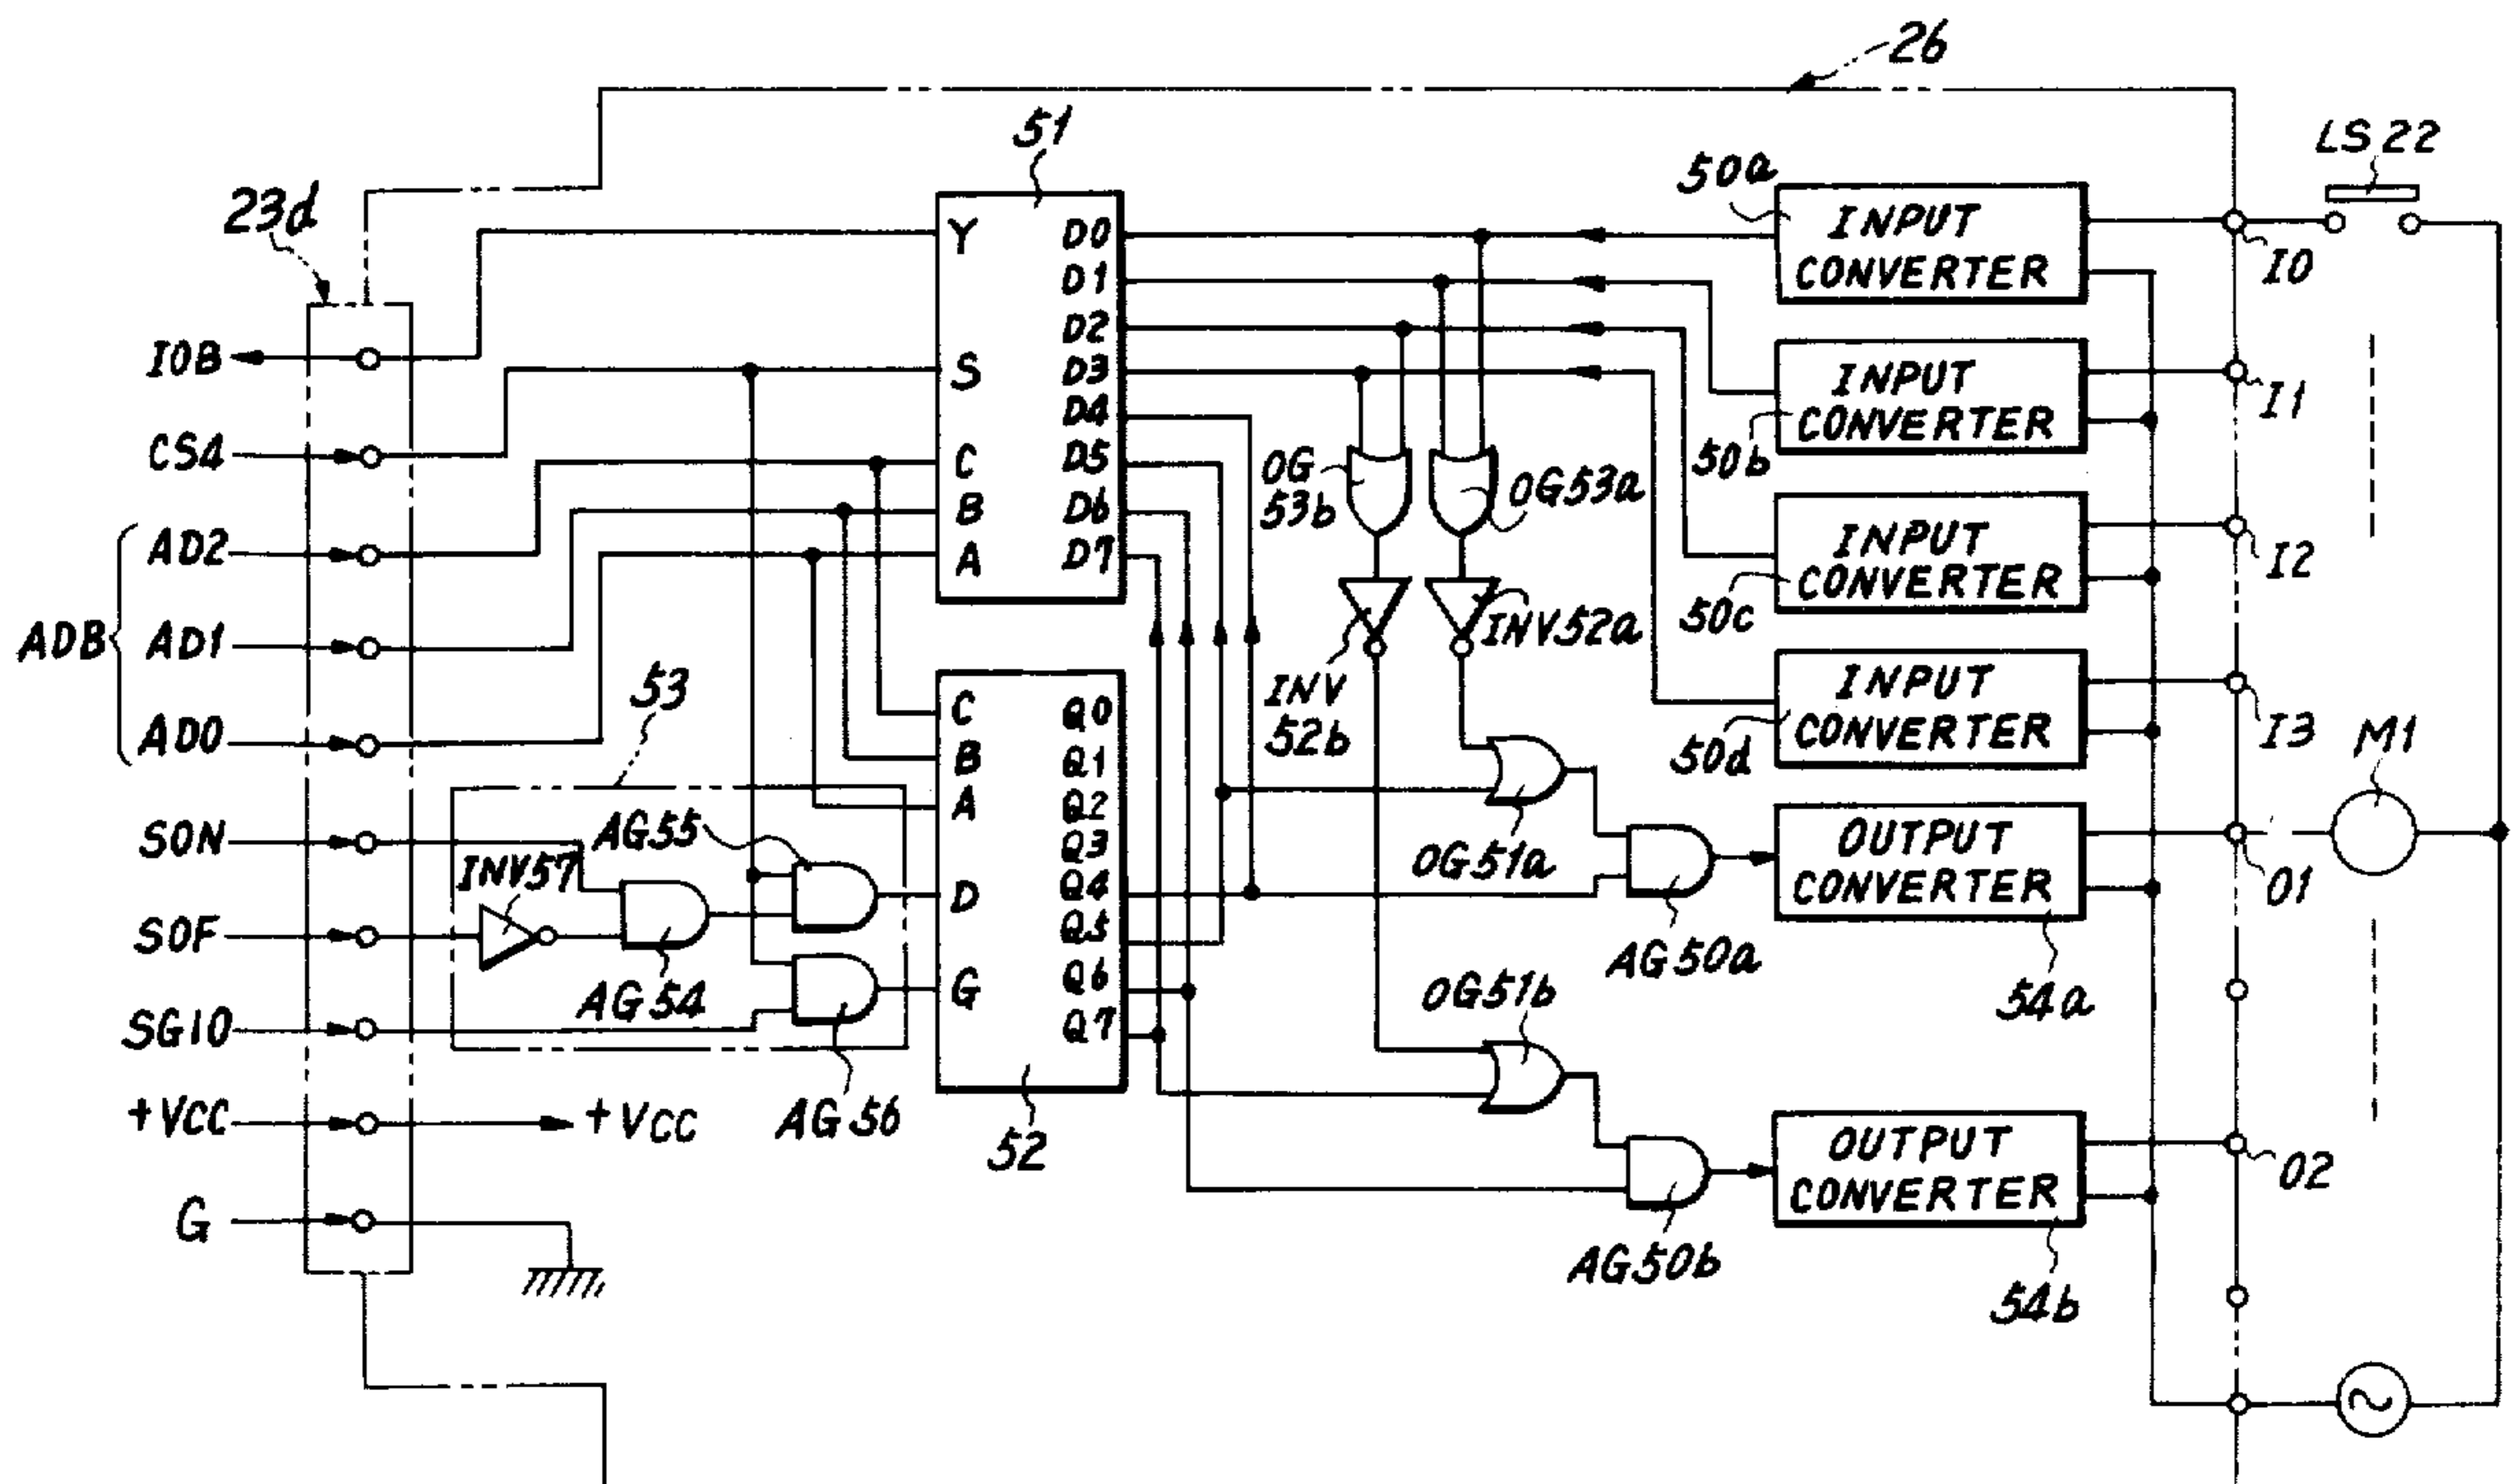 26
51
LS 22
23d
50a
INPUT
CONVERTER
I0
Y
D0
D1
D2
D3
D4
D5
D6
D7
S
C
B
A
IOB
CS4
INPUT
CONVERTER
I1
50b
OG
53b
OG53a
INPUT
CONVERTER
I2
50c
ADB
AD2
AD1
AD0
INV52a
INV
52b
53
INPUT
CONVERTER
I3
50d
M1
C
B
A
D
G
Q0
Q1
Q2
Q3
Q4
Q5
Q6
Q7
SON
AG55
INV57
OG51a
OUTPUT
CONVERTER
O1
SOF
AG54
AG50a
54a
SG10
OG51b
+VCC
+VCC
AG56
52
OUTPUT
CONVERTER
O2
G
AG50b
54b